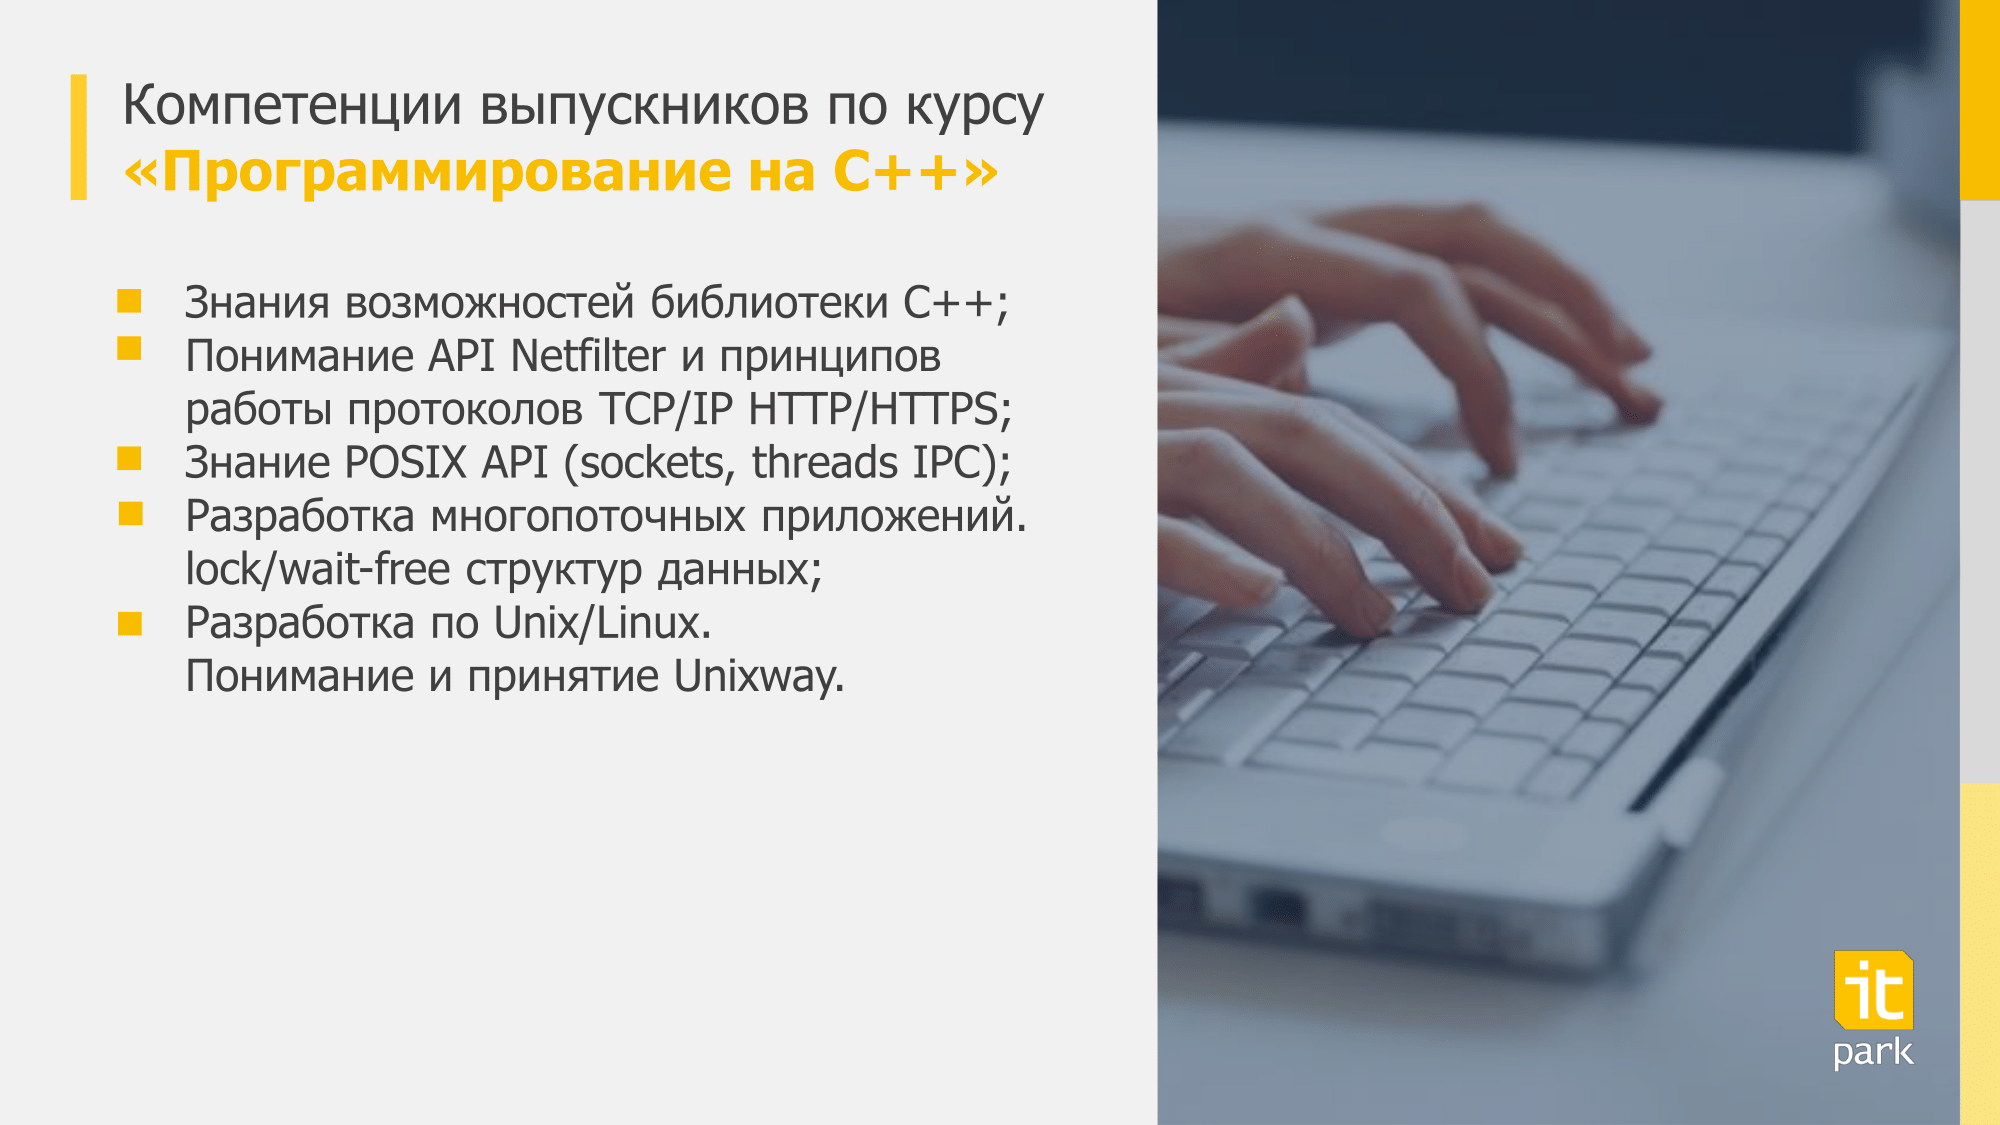 Компетенции выпускников по курсу
«Программирование на C++»
Знания возможностей библиотеки C++;
Понимание API Netfilter и принципов
работы протоколов TCP/IP HTTP/HTTPS;
Знание POSIX API (sockets, threads IPC);
Разработка многопоточных приложений.
lock/wait-free структур данных;
Разработка по Unix/Linux.
Понимание и принятие Unixway.
it
park